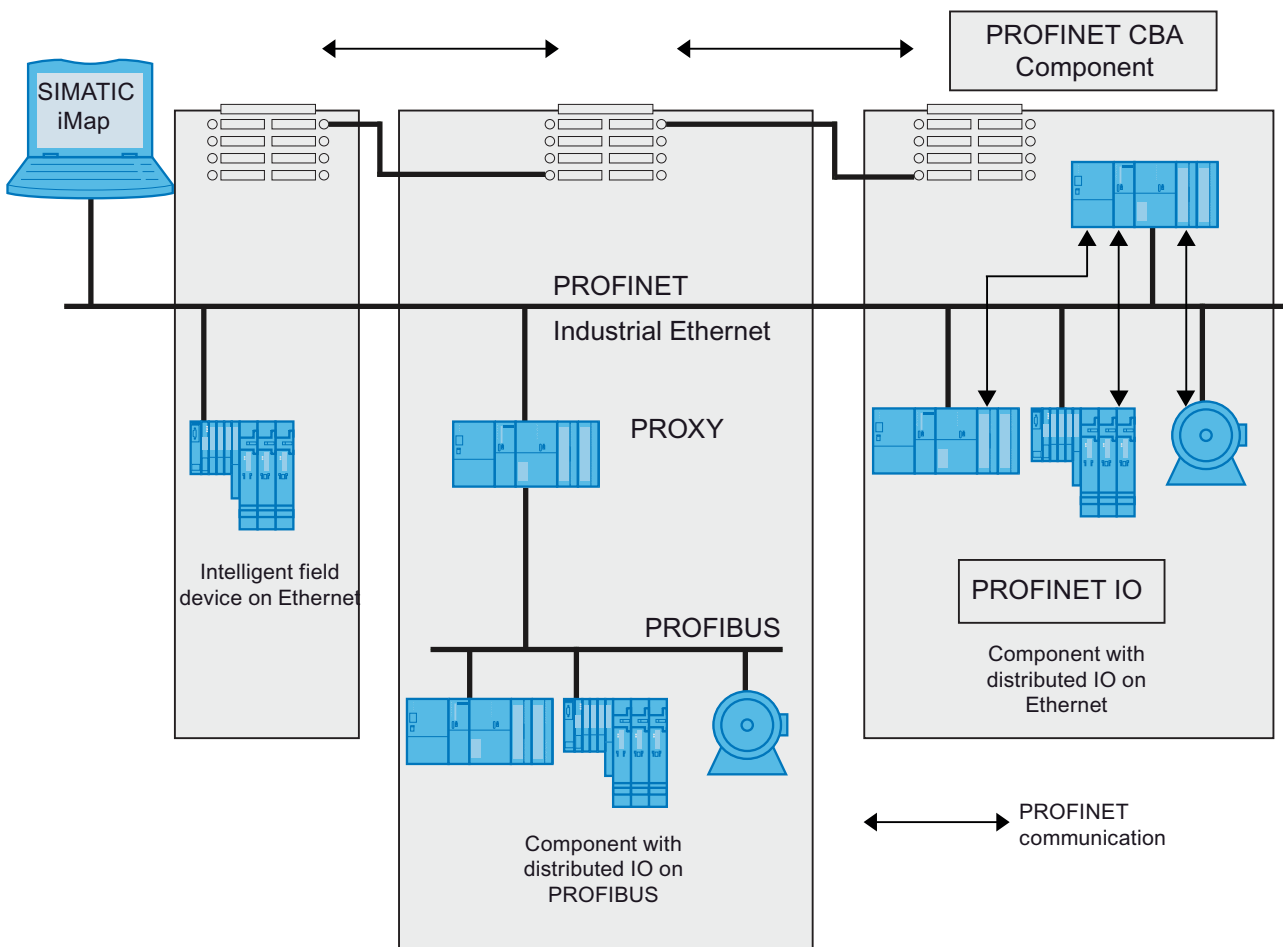 PROFINET CBA
Component
SIMATIC
iMap
PROFINET
Industrial Ethernet
PROXY
Intelligent field
device on Ethernet
PROFINET IO
PROFIBUS
Component with
distributed IO on
Ethernet
PROFINET
communication
Component with
distributed IO on
PROFIBUS